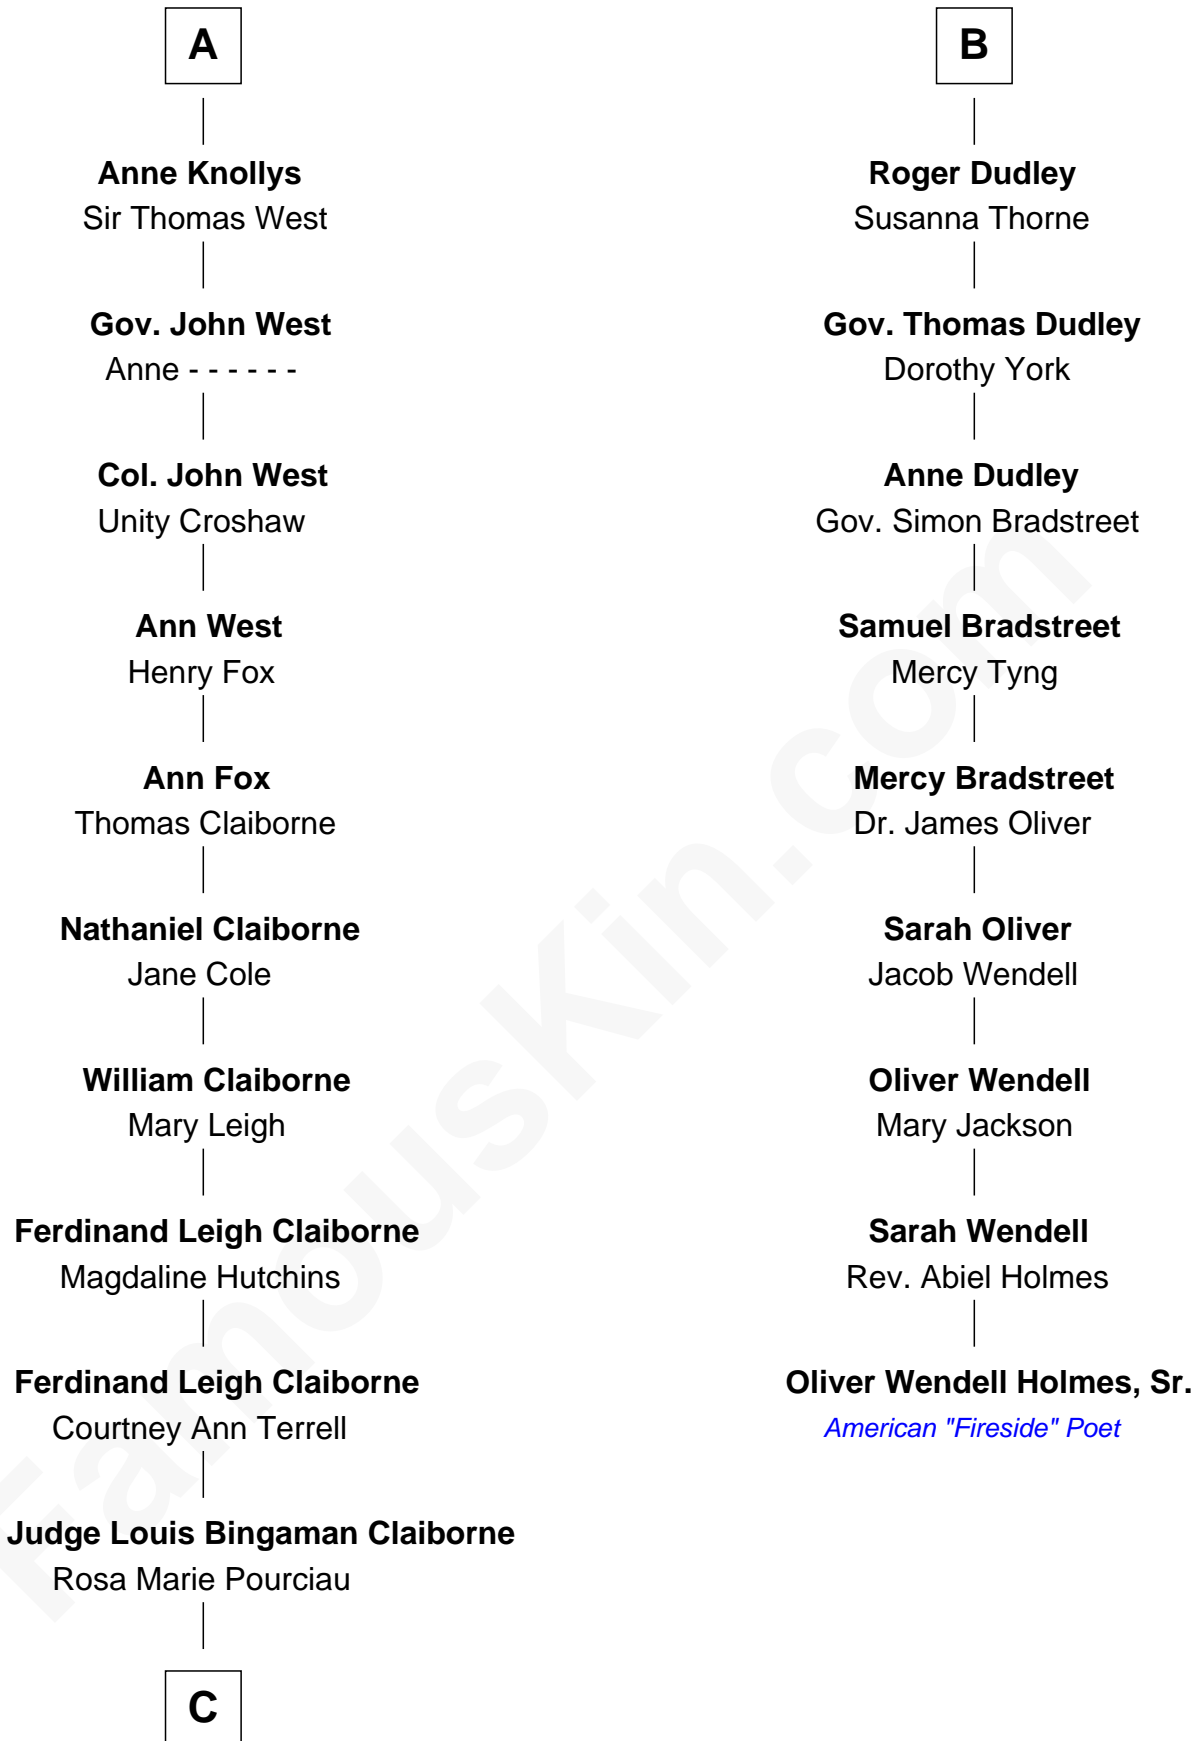 A
Anne Knollys
Sir Thomas West
Gov. John West
Anne - - - - - -
Col. John West
Unity Croshaw
Ann West
Henry Fox
Ann Fox
Thomas Claiborne
Nathaniel Claiborne
Jane Cole
William Claiborne
Mary Leigh
Ferdinand Leigh Claiborne
Magdaline Hutchins
Ferdinand Leigh Claiborne
Courtney Ann Terrell
Judge Louis Bingaman Claiborne
Rosa Marie Pourciau
C
B
Roger Dudley
Susanna Thorne
Gov. Thomas Dudley
Dorothy York
Anne Dudley
Gov. Simon Bradstreet
Samuel Bradstreet
Mercy Tyng
Mercy Bradstreet
Dr. James Oliver
Sarah Oliver
Jacob Wendell
Oliver Wendell
Mary Jackson
Sarah Wendell
Rev. Abiel Holmes
Oliver Wendell Holmes, Sr.
American "Fireside" Poet
FamousKin.com